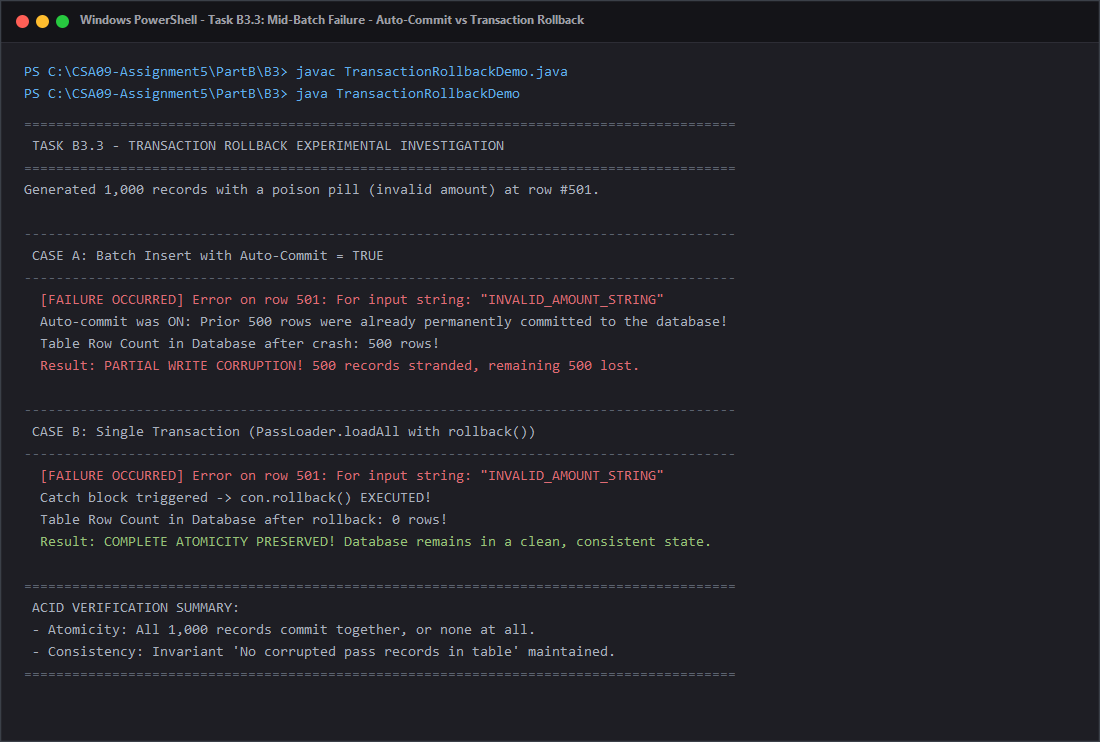 Windows PowerShell - Task B3.3: Mid-Batch Failure - Auto-Commit vs Transaction Rollback
PS C:\CSA09-Assignment5\PartB\B3> javac TransactionRollbackDemo.java
PS C:\CSA09-Assignment5\PartB\B3> java TransactionRollbackDemo
=========================================================================================
TASK B3.3 - TRANSACTION ROLLBACK EXPERIMENTAL INVESTIGATION
=========================================================================================
Generated 1,000 records with a poison pill (invalid amount) at row #501.
-----------------------------------------------------------------------------------------
CASE A: Batch Insert with Auto-Commit = TRUE
-----------------------------------------------------------------------------------------
[FAILURE OCCURRED] Error on row 501: For input string: "INVALID_AMOUNT_STRING"
Auto-commit was ON: Prior 500 rows were already permanently committed to the database!
Table Row Count in Database after crash: 500 rows!
Result: PARTIAL WRITE CORRUPTION! 500 records stranded, remaining 500 lost.
-----------------------------------------------------------------------------------------
CASE B: Single Transaction (PassLoader.loadAll with rollback())
-----------------------------------------------------------------------------------------
[FAILURE OCCURRED] Error on row 501: For input string: "INVALID_AMOUNT_STRING"
Catch block triggered -> con.rollback() EXECUTED!
Table Row Count in Database after rollback: 0 rows!
Result: COMPLETE ATOMICITY PRESERVED! Database remains in a clean, consistent state.
=========================================================================================
ACID VERIFICATION SUMMARY:
- Atomicity: All 1,000 records commit together, or none at all.
- Consistency: Invariant 'No corrupted pass records in table' maintained.
=========================================================================================